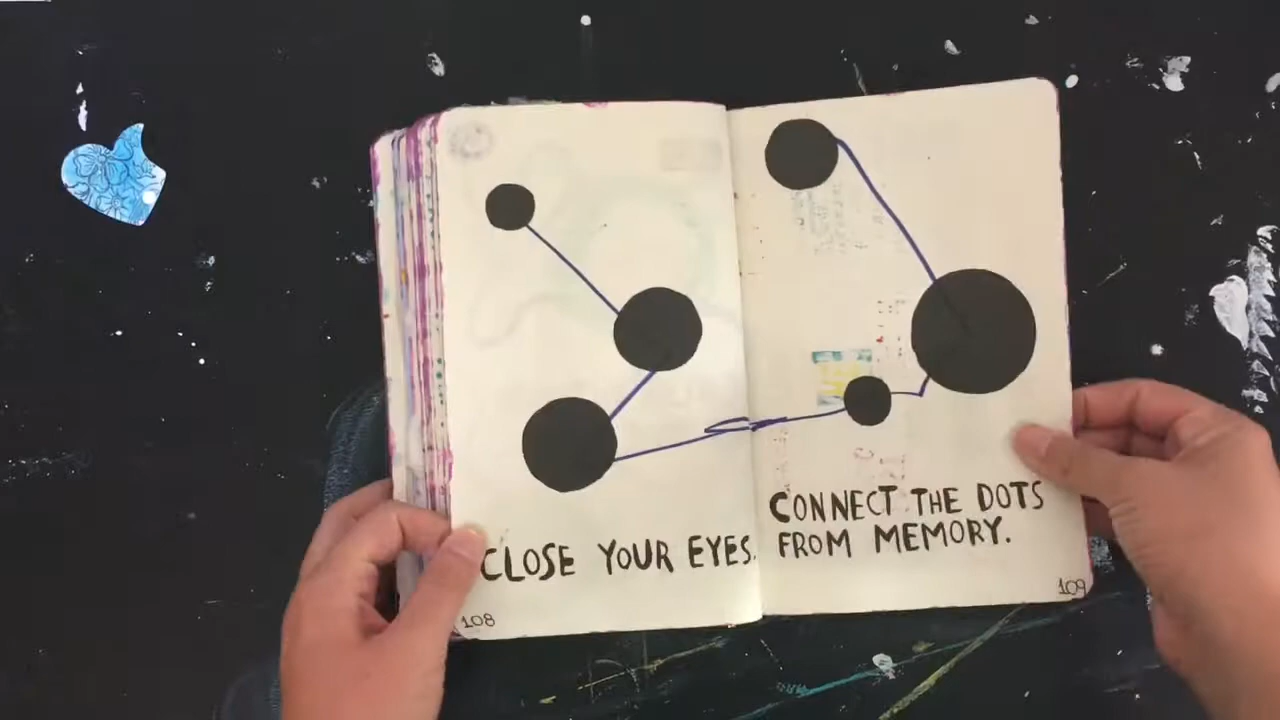 CLOSE YOUR EYES.
108
CONNECT THE DOTS
FROM MEMORY.
109